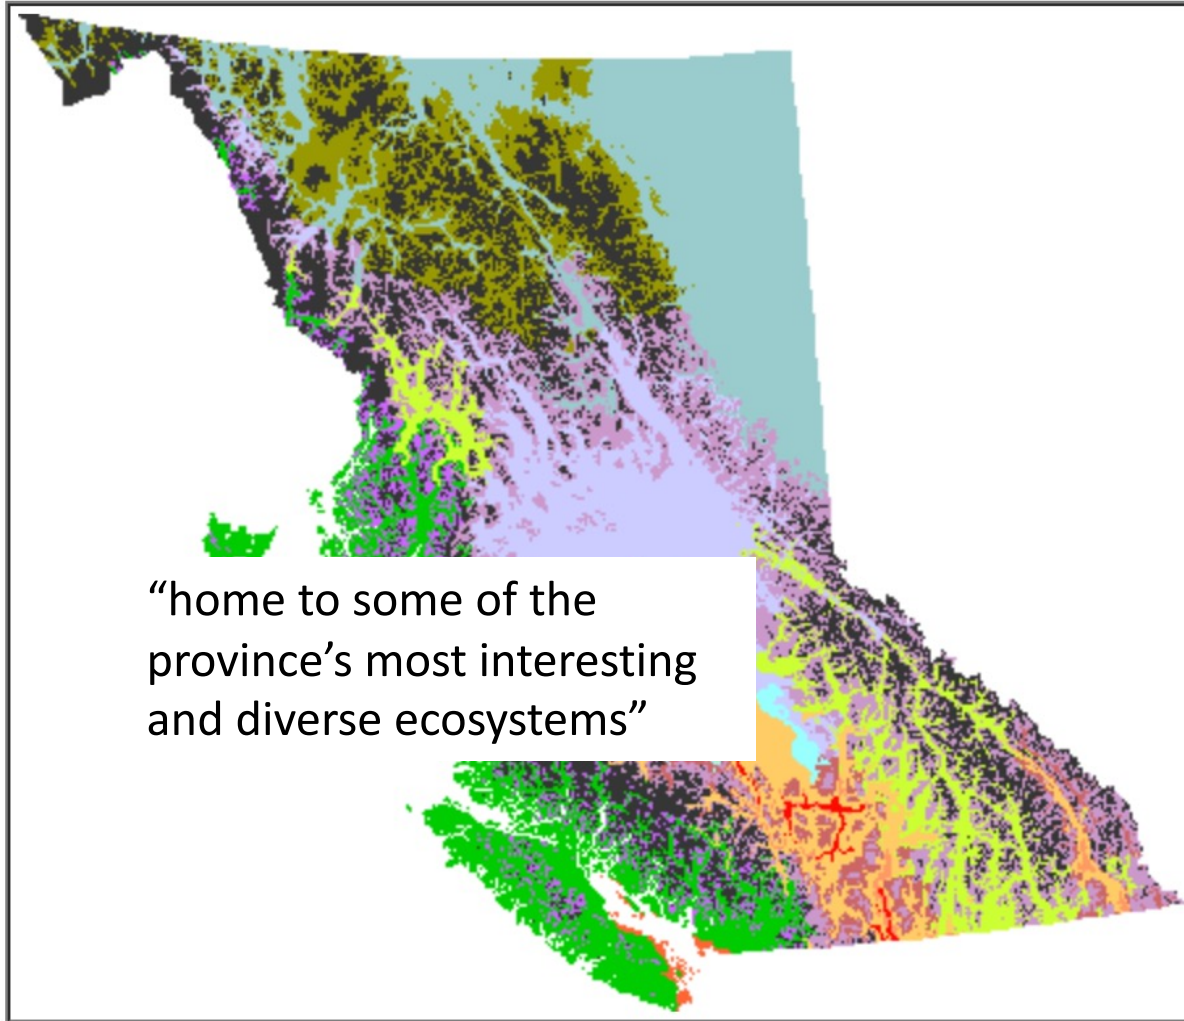 “home to some of the
province’s most interesting
and diverse ecosystems”